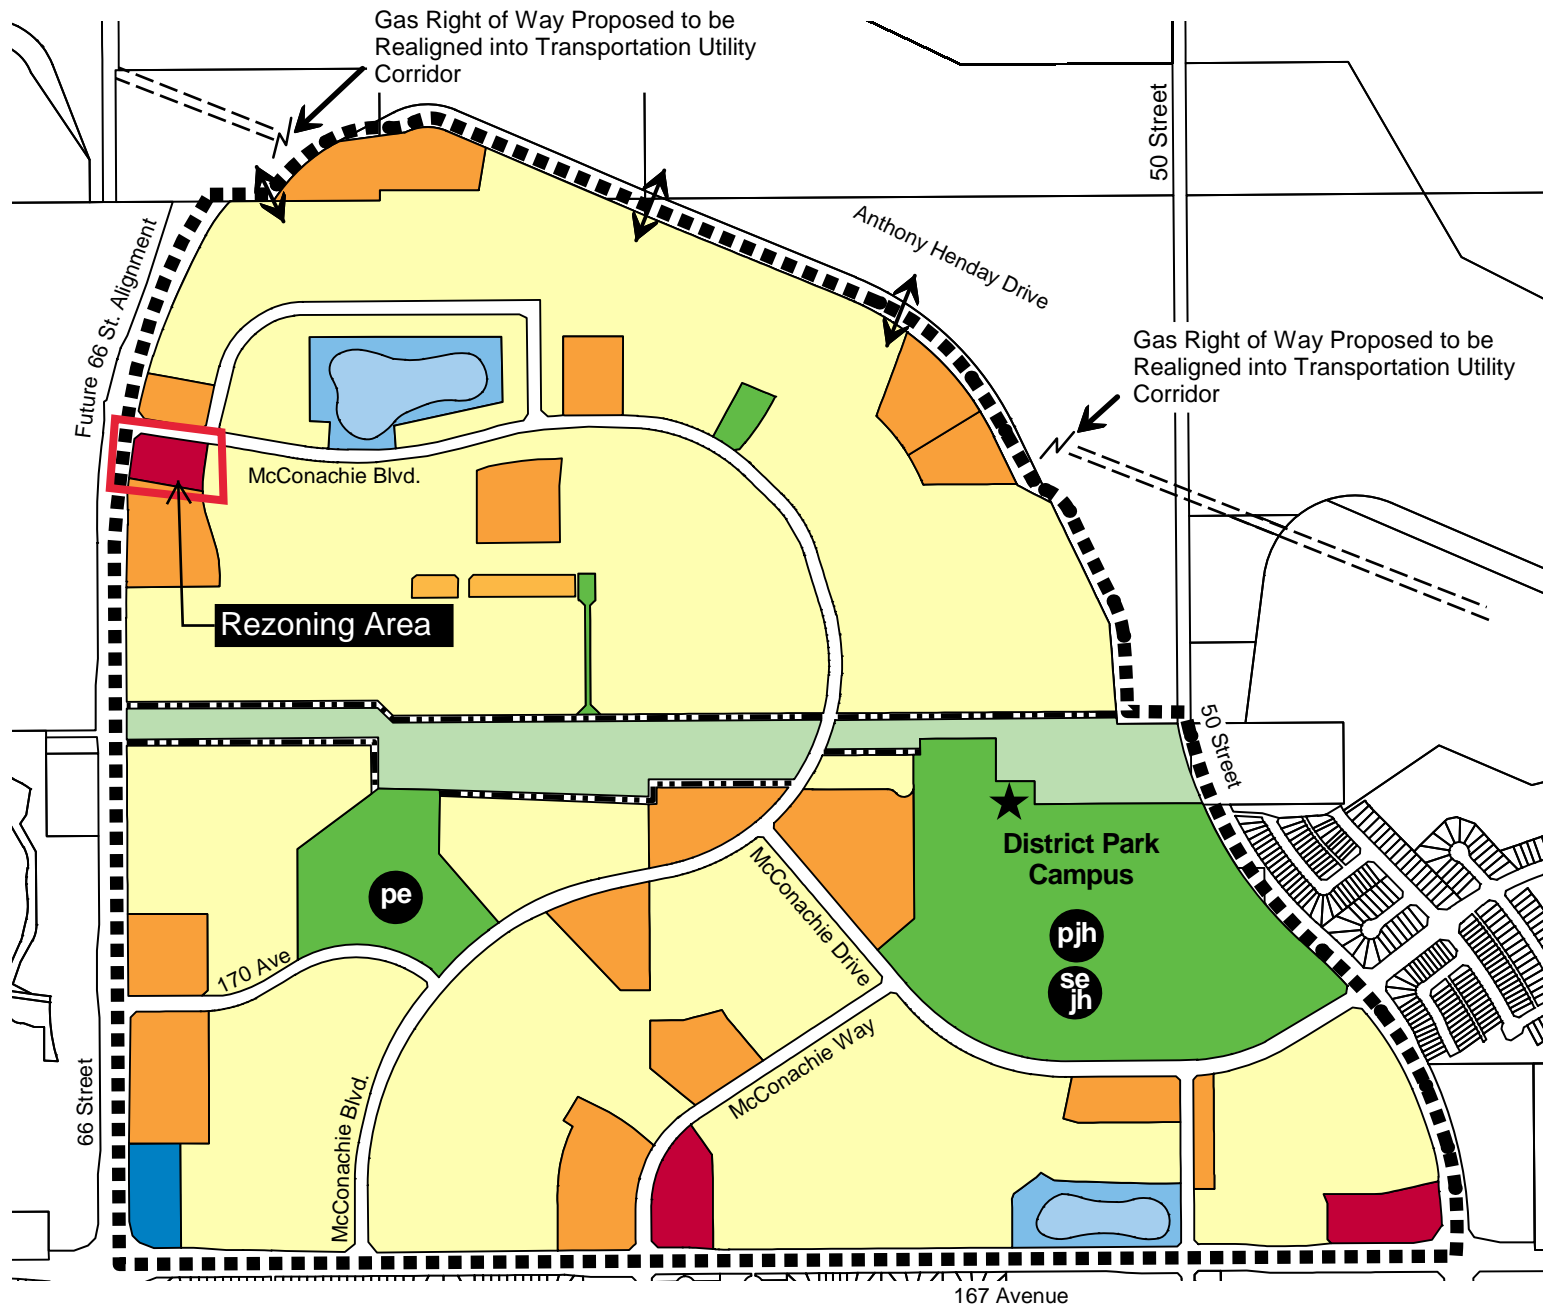 Gas Right of Way Proposed to be
Realigned into Transportation Utility
Corridor
50 Street
Anthony Henday Drive
Future 66 St. Alignment
Gas Right of Way Proposed to be
Realigned into Transportation Utility
Corridor
McConachie Blvd.
Rezoning Area
50 Street
District Park
Campus
McConachie Drive
pe
pjh
se
jh
170 Ave
McConachie Way
66 Street
McConachie Blvd.
167 Avenue